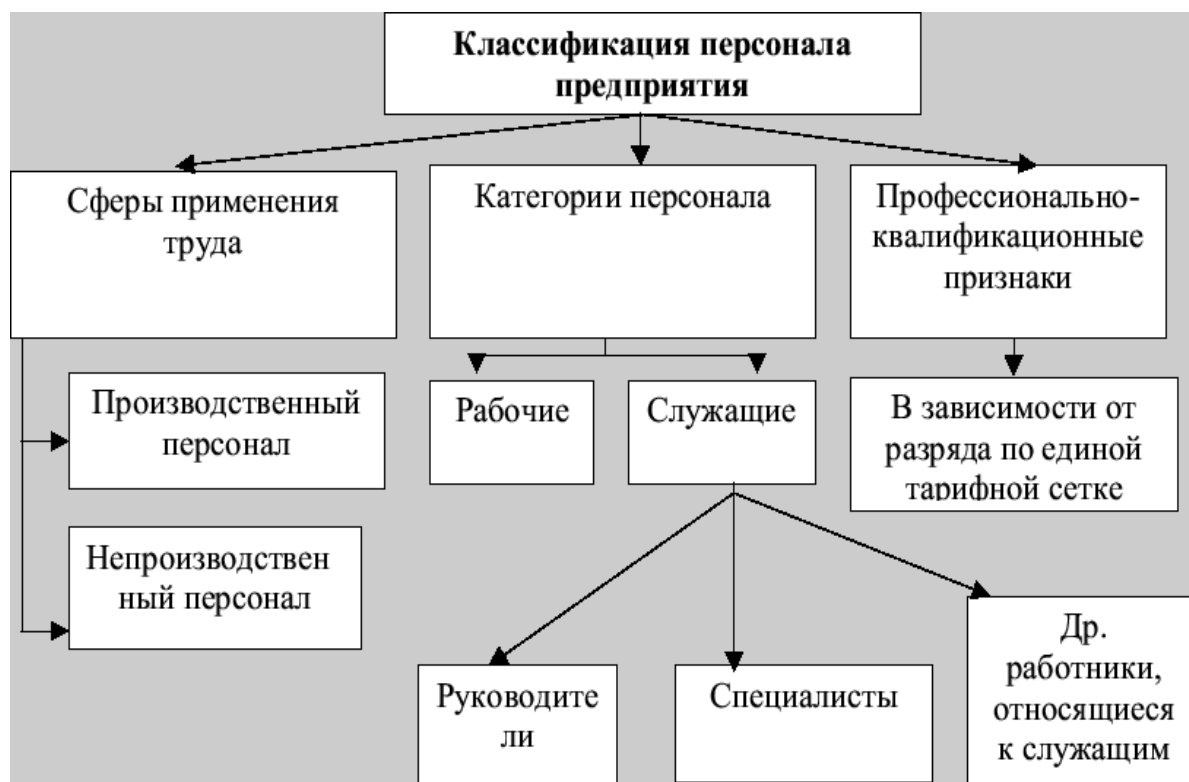 Классификация персонала
предприятия
Сферы применения
труда
Категории персонала
Профессионально-
квалификационные
признаки
Производственный
персонал
Рабочие
Служащие
В зависимости от
разряда по единой
тарифной сетке
Непроизводствен
ный персонал
Руководите
ли
Специалисты
Др.
работники,
относящиеся
к служащим